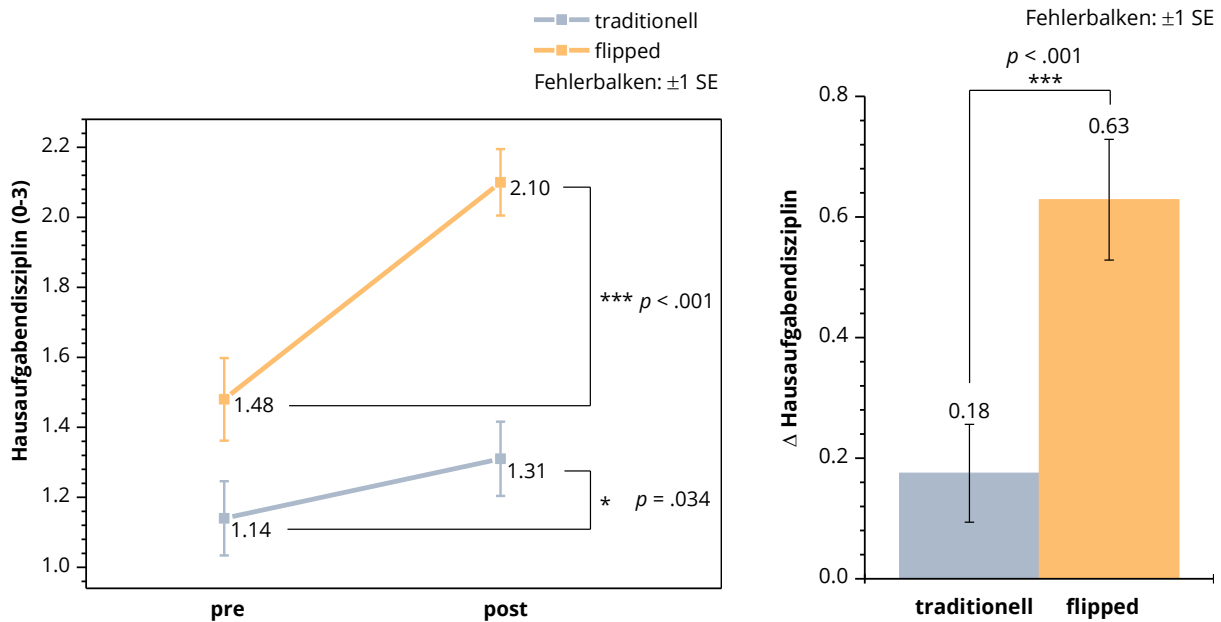 traditionell
flipped
Fehlerbalken: ±1 SE
Hausaufgabendisziplin (0-3)
2.2
2.0
1.8
1.6
1.4
1.2
1.0
2.10
1.48
1.31
1.14
*** p < .001
* p = .034
pre
post
Fehlerbalken: ±1 SE
p < .001
***
Δ Hausaufgabendisziplin
0.8
0.6
0.4
0.2
0.0
0.63
0.18
traditionell
flipped